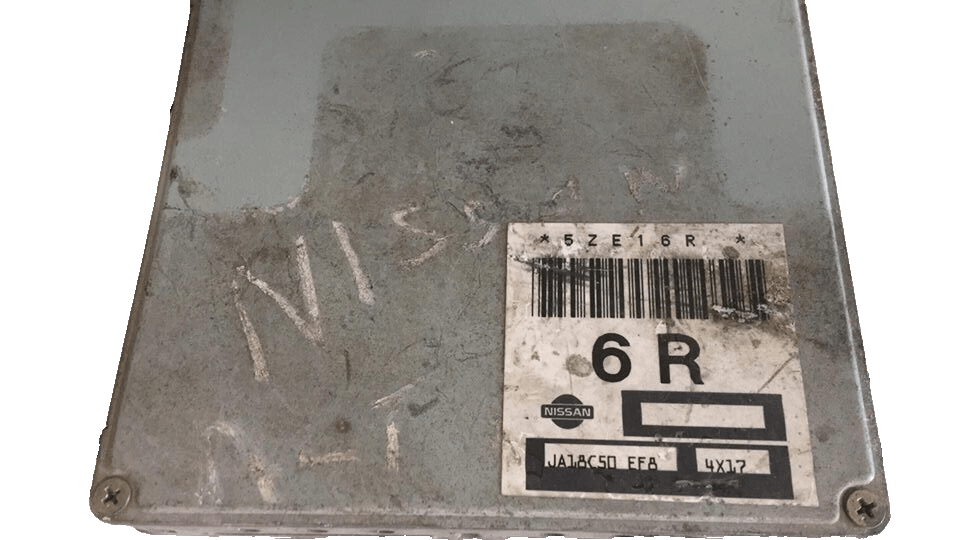 NISSAN
*5ZE16R *
6R
NISSAN
JA18C50 EF8 4X17